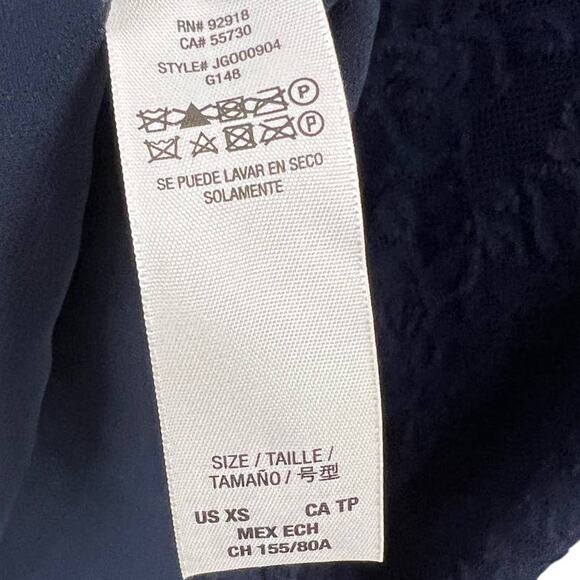 RN# 92918
CA# 55730
STYLE# JG000904
G148
P
P
SE PUEDE LAVAR EN SECO
SOLAMENTE
SIZE / TAILLE /
TAMAÑO / 号型
US XS CA TP
MEX ECH
CH 155/80A